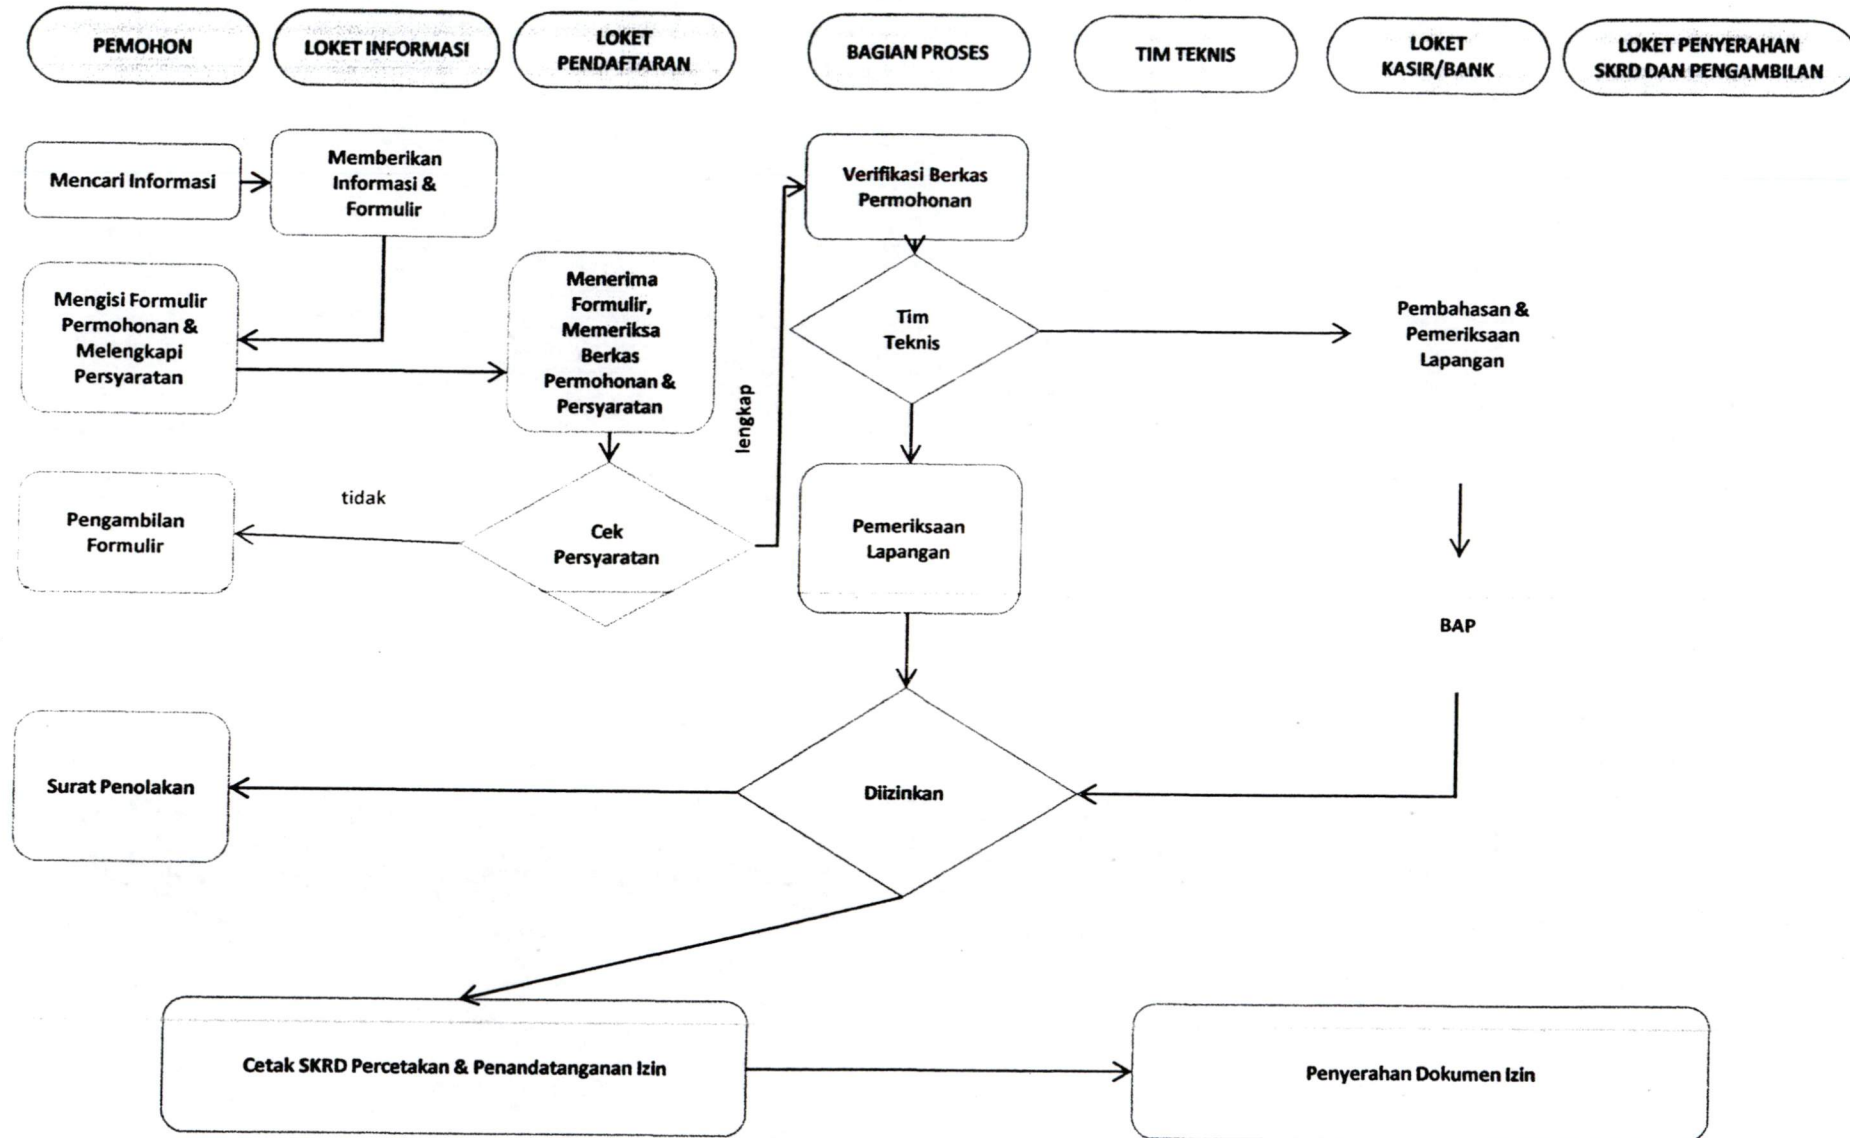 PEMOHON
LOKET INFORMASI
LOKET
PENDAFTARAN
BAGIAN PROSES
TIM TEKNIS
LOKET
KASIR/BANK
LOKET PENYERAHAN
SKRD DAN PENGAMBILAN
Mencari Informasi
Memberikan
Informasi &
Formulir
Verifikasi Berkas
Permohonan
Mengisi Formulir
Permohonan &
Melengkapi
Persyaratan
Menerima
Formulir,
Memeriksa
Berkas
Permohonan &
Persyaratan
lengkap
Tim
Teknis
Pembahasan &
Pemeriksaan
Lapangan
Pengambilan
Formulir
tidak
Cek
Persyaratan
Pemeriksaan
Lapangan
BAP
Surat Penolakan
Diizinkan
Cetak SKRD Percetakan & Penandatanganan Izin
Penyerahan Dokumen Izin